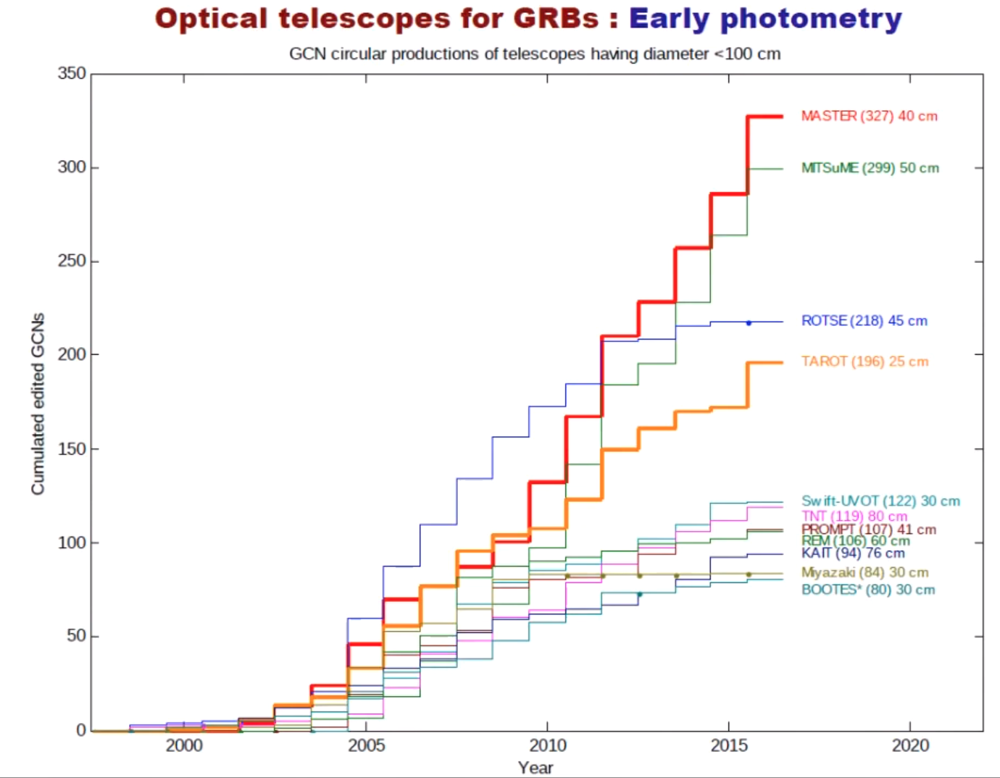 Optical telescopes for GRBs : Early photometry
GCN circular productions of telescopes having diameter <100 cm
350
300
250
200
150
100
50
0
Cumulated edited GCNs
MASTER (327) 40 cm
MITSuME (299) 50 cm
ROTSE (218) 45 cm
TAROT (196) 25 cm
Swift-UVOT (122) 30 cm
TNT (119) 80 cm
PROMPT (107) 41 cm
REM (106) 60 cm
KAIT (94) 76 cm
Miyazaki (84) 30 cm
BOOTES* (80) 30 cm
2000 2005 2010 2015 2020
Year